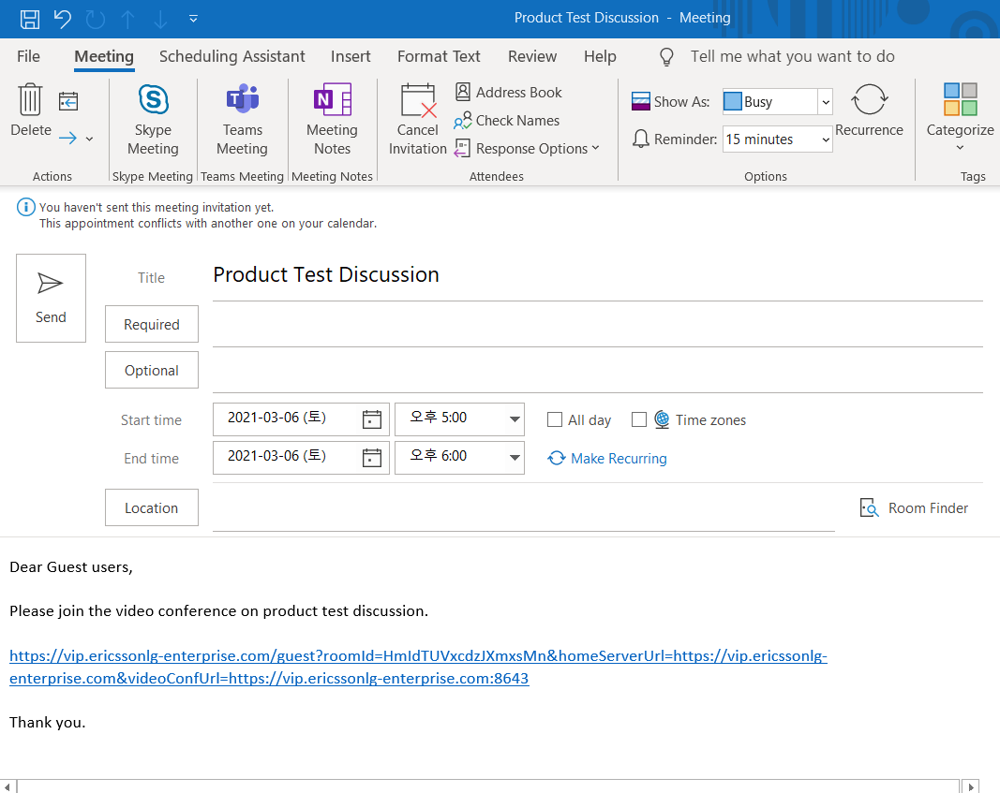 Product Test Discussion - Meeting
File Meeting Scheduling Assistant Insert Format Text Review Help Tell me what you want to do
Delete
Skype Meeting
Teams Meeting
Meeting Notes
Cancel Invitation
Address Book
Check Names
Response Options
Show As: Busy
Reminder: 15 minutes
Recurrence
Categorize
Actions Skype Meeting Teams Meeting Meeting Notes Attendees Options Tags
You haven't sent this meeting invitation yet.
This appointment conflicts with another one on your calendar.
Send
Title Product Test Discussion
Required
Optional
Start time 2021-03-06 (토) 오후 5:00 All day Time zones
End time 2021-03-06 (토) 오후 6:00 Make Recurring
Location Room Finder
Dear Guest users,
Please join the video conference on product test discussion.
https://vip.ericssonlg-enterprise.com/guest?roomId=HmIdTUVxcdzJXmxsMn&homeServerUrl=https://vip.ericssonlg-
enterprise.com&videoConfUrl=https://vip.ericssonlg-enterprise.com:8643
Thank you.